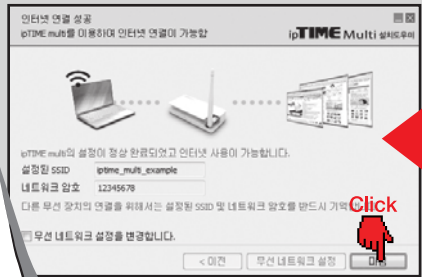 인터넷 연결 성공
ipTIME multi를 이용하여 인터넷 연결이 가능함
ipTIME Multi 설치도우미
ipTIME multi의 설정이 정상 완료되었고 인터넷 사용이 가능합니다.
설정된 SSID iptime_multi_example
네트워크 암호 12345678
다른 무선 장치의 연결을 위해서는 설정된 SSID 및 네트워크 암호를 반드시
Click
무선 네트워크 설정을 변경합니다.
< 이전 무선 네트워크 설정